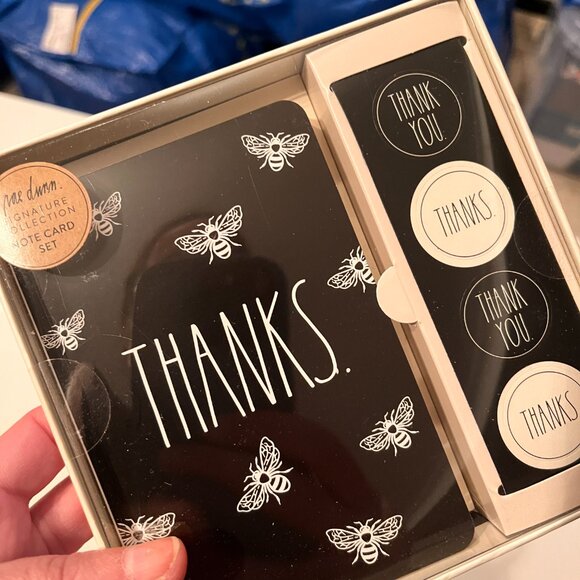 rae dunn.
SIGNATURE
COLLECTION
NOTE CARD
SET
THANKS.
THANK
YOU.
THANKS.
THANK
YOU.
THANKS